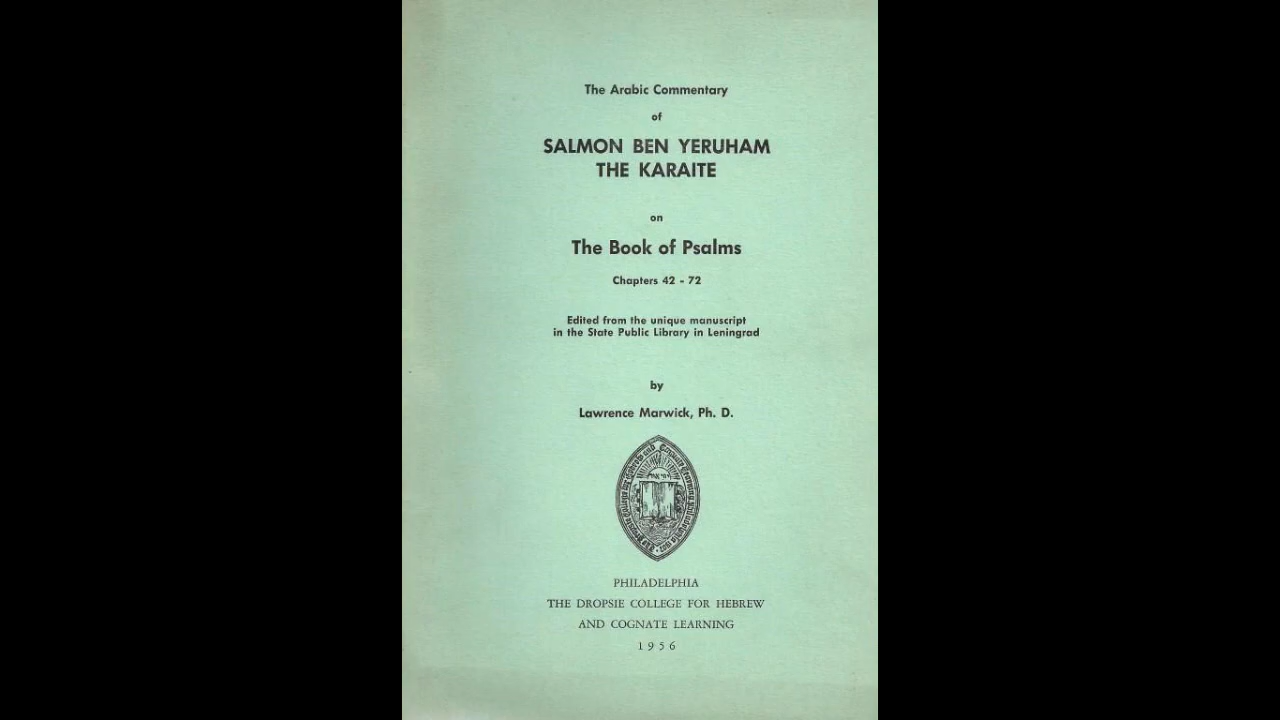 The Arabic Commentary
of
SALMON BEN YERUHAM
THE KARAITE
on
The Book of Psalms
Chapters 42 - 72
Edited from the unique manuscript
in the State Public Library in Leningrad
by
Lawrence Marwick, Ph. D.
PHILADELPHIA
THE DROPSIE COLLEGE FOR HEBREW
AND COGNATE LEARNING
1956